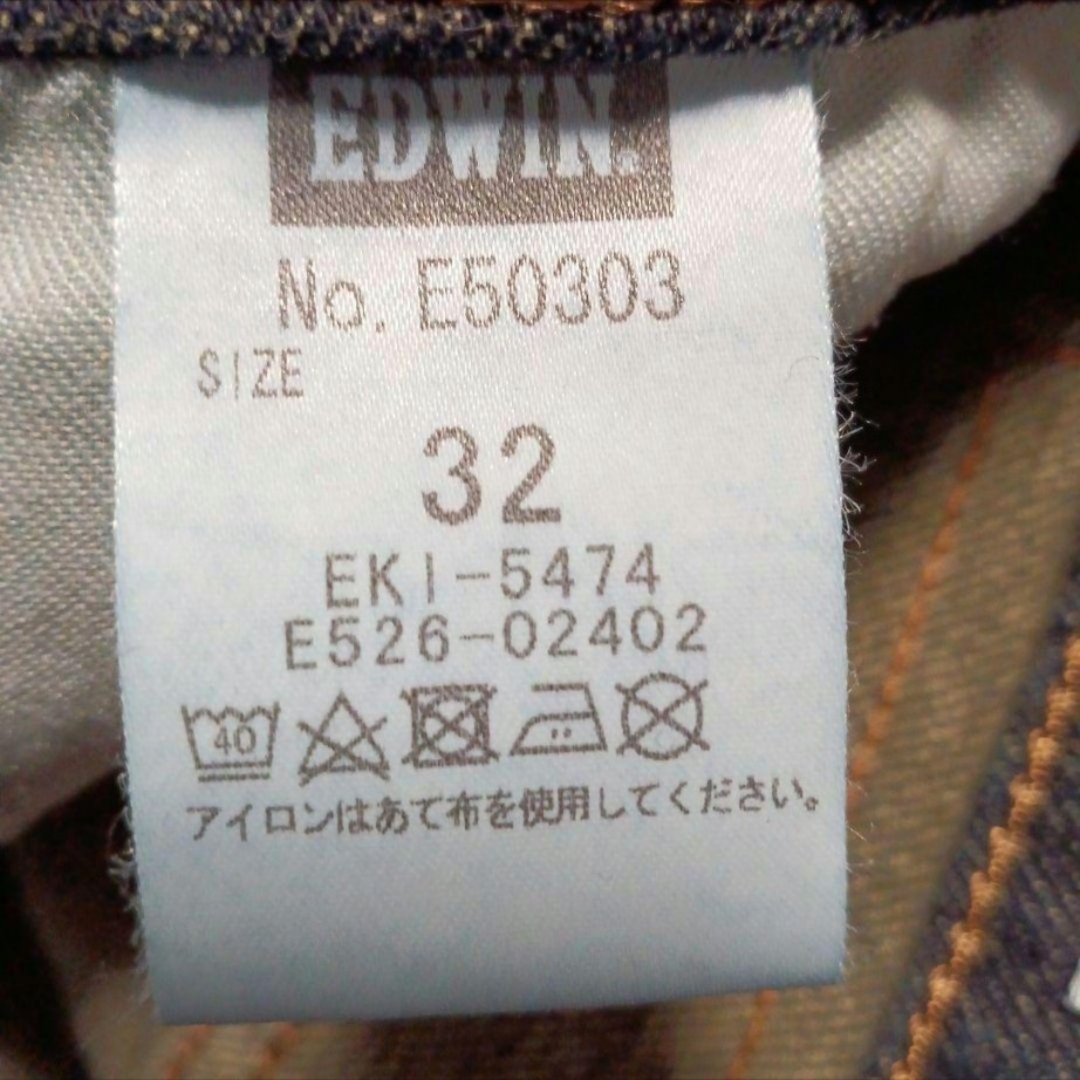 EDWIN.
No. E50303
SIZE
32
EKI-5474
E526-02402
40
アイロンはあて布を使用してください。